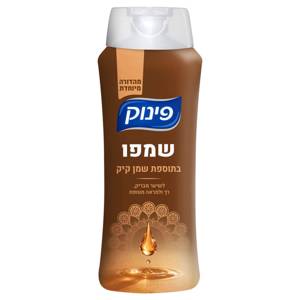 מהדורה
מיוחדת
פינוק
שמפו
בתוספת שמן קיק
לשיער מבריק,
רך ולמראה מטופח